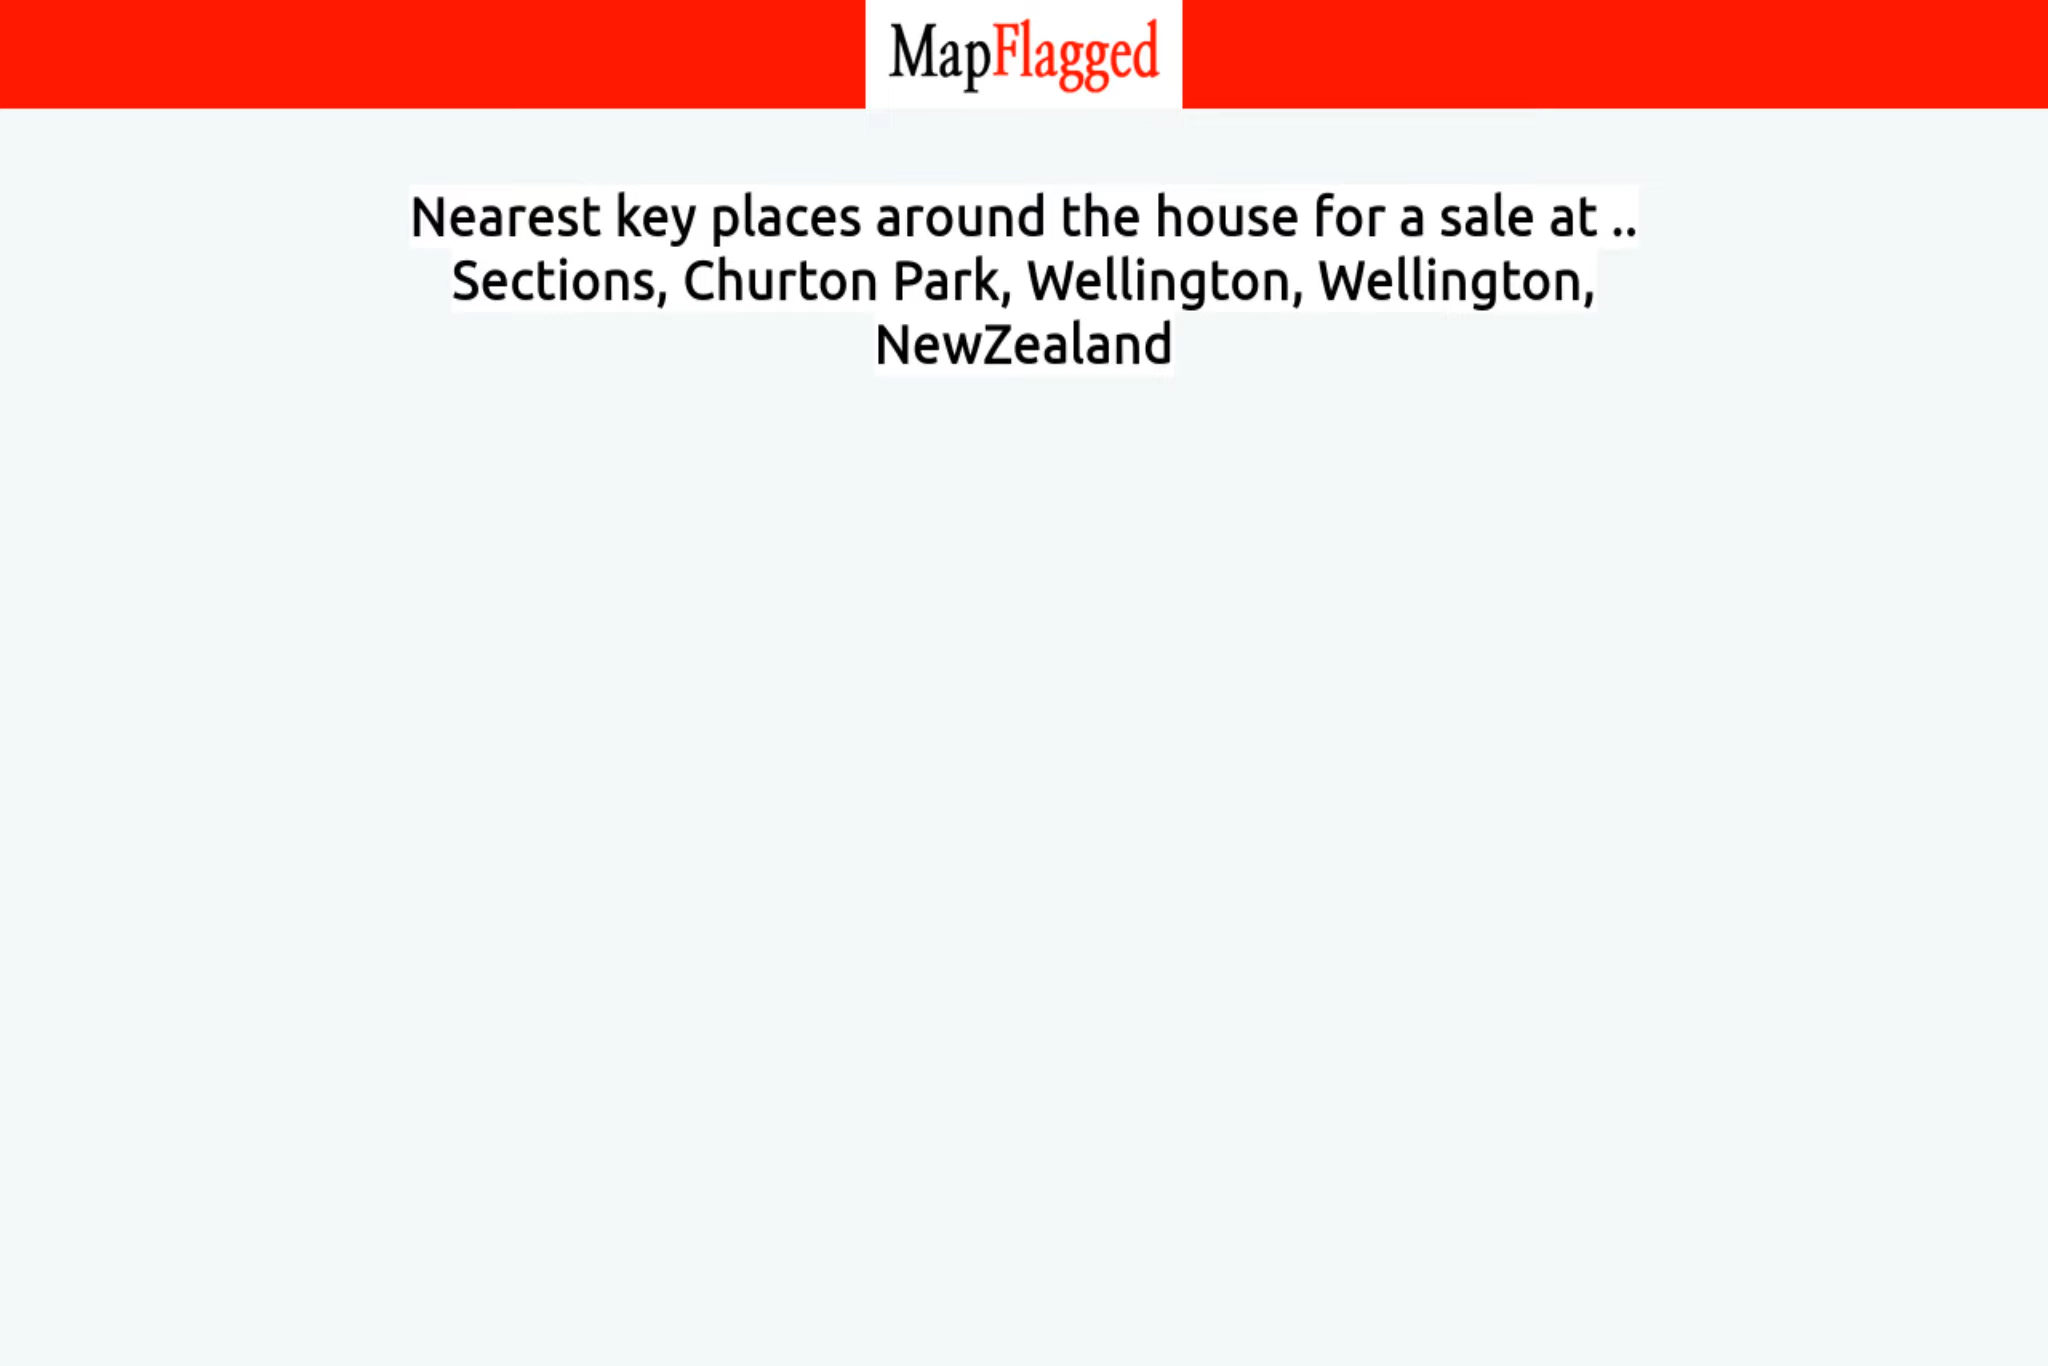 MapFlagged
Nearest key places around the house for a sale at ..
Sections, Churton Park, Wellington, Wellington,
NewZealand